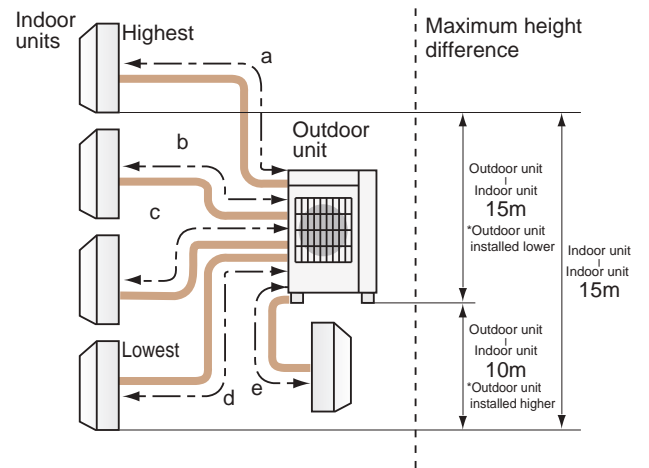 Indoor
units
Highest
a
b
c
Outdoor
unit
Lowest
d
e
Maximum height
difference
Outdoor unit
Indoor unit
15m
*Outdoor unit
installed lower
Indoor unit
Indoor unit
15m
Outdoor unit
Indoor unit
10m
*Outdoor unit
installed higher